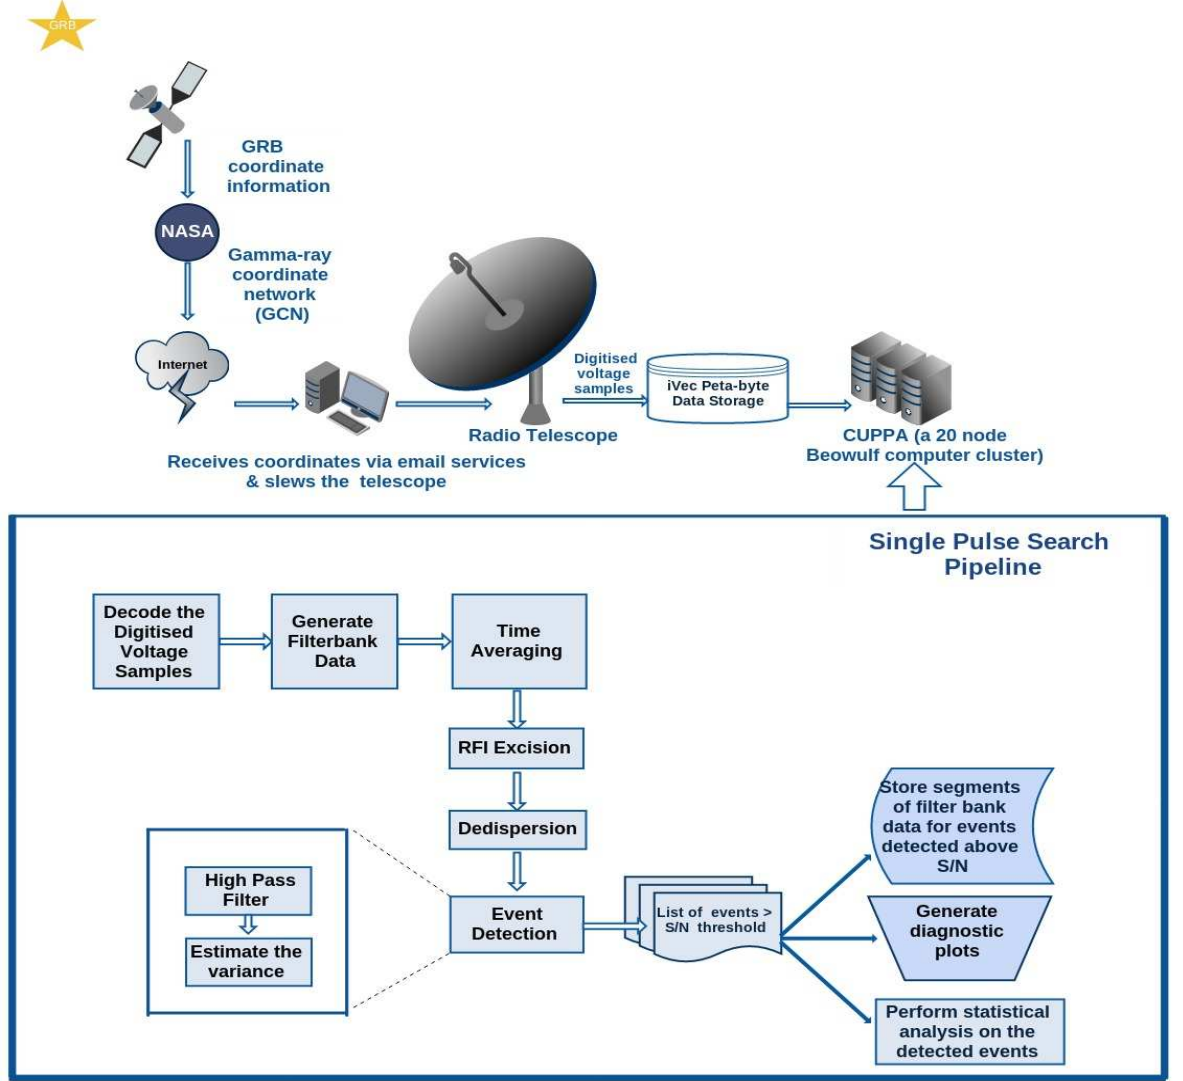 GRB
GRB
coordinate
information
NASA
Gamma-ray
coordinate
network
(GCN)
Internet
Receives coordinates via email services
& slews the telescope
Radio Telescope
Digitised
voltage
samples
iVec Peta-byte
Data Storage
CUPPA (a 20 node
Beowulf computer cluster)
Single Pulse Search
Pipeline
Decode the
Digitised
Voltage
Samples
Generate
Filterbank
Data
Time
Averaging
RFI Excision
Dedispersion
High Pass
Filter
Estimate the
variance
Event
Detection
List of events >
S/N threshold
Store segments
of filter bank
data for events
detected above
S/N
Generate
diagnostic
plots
Perform statistical
analysis on the
detected events